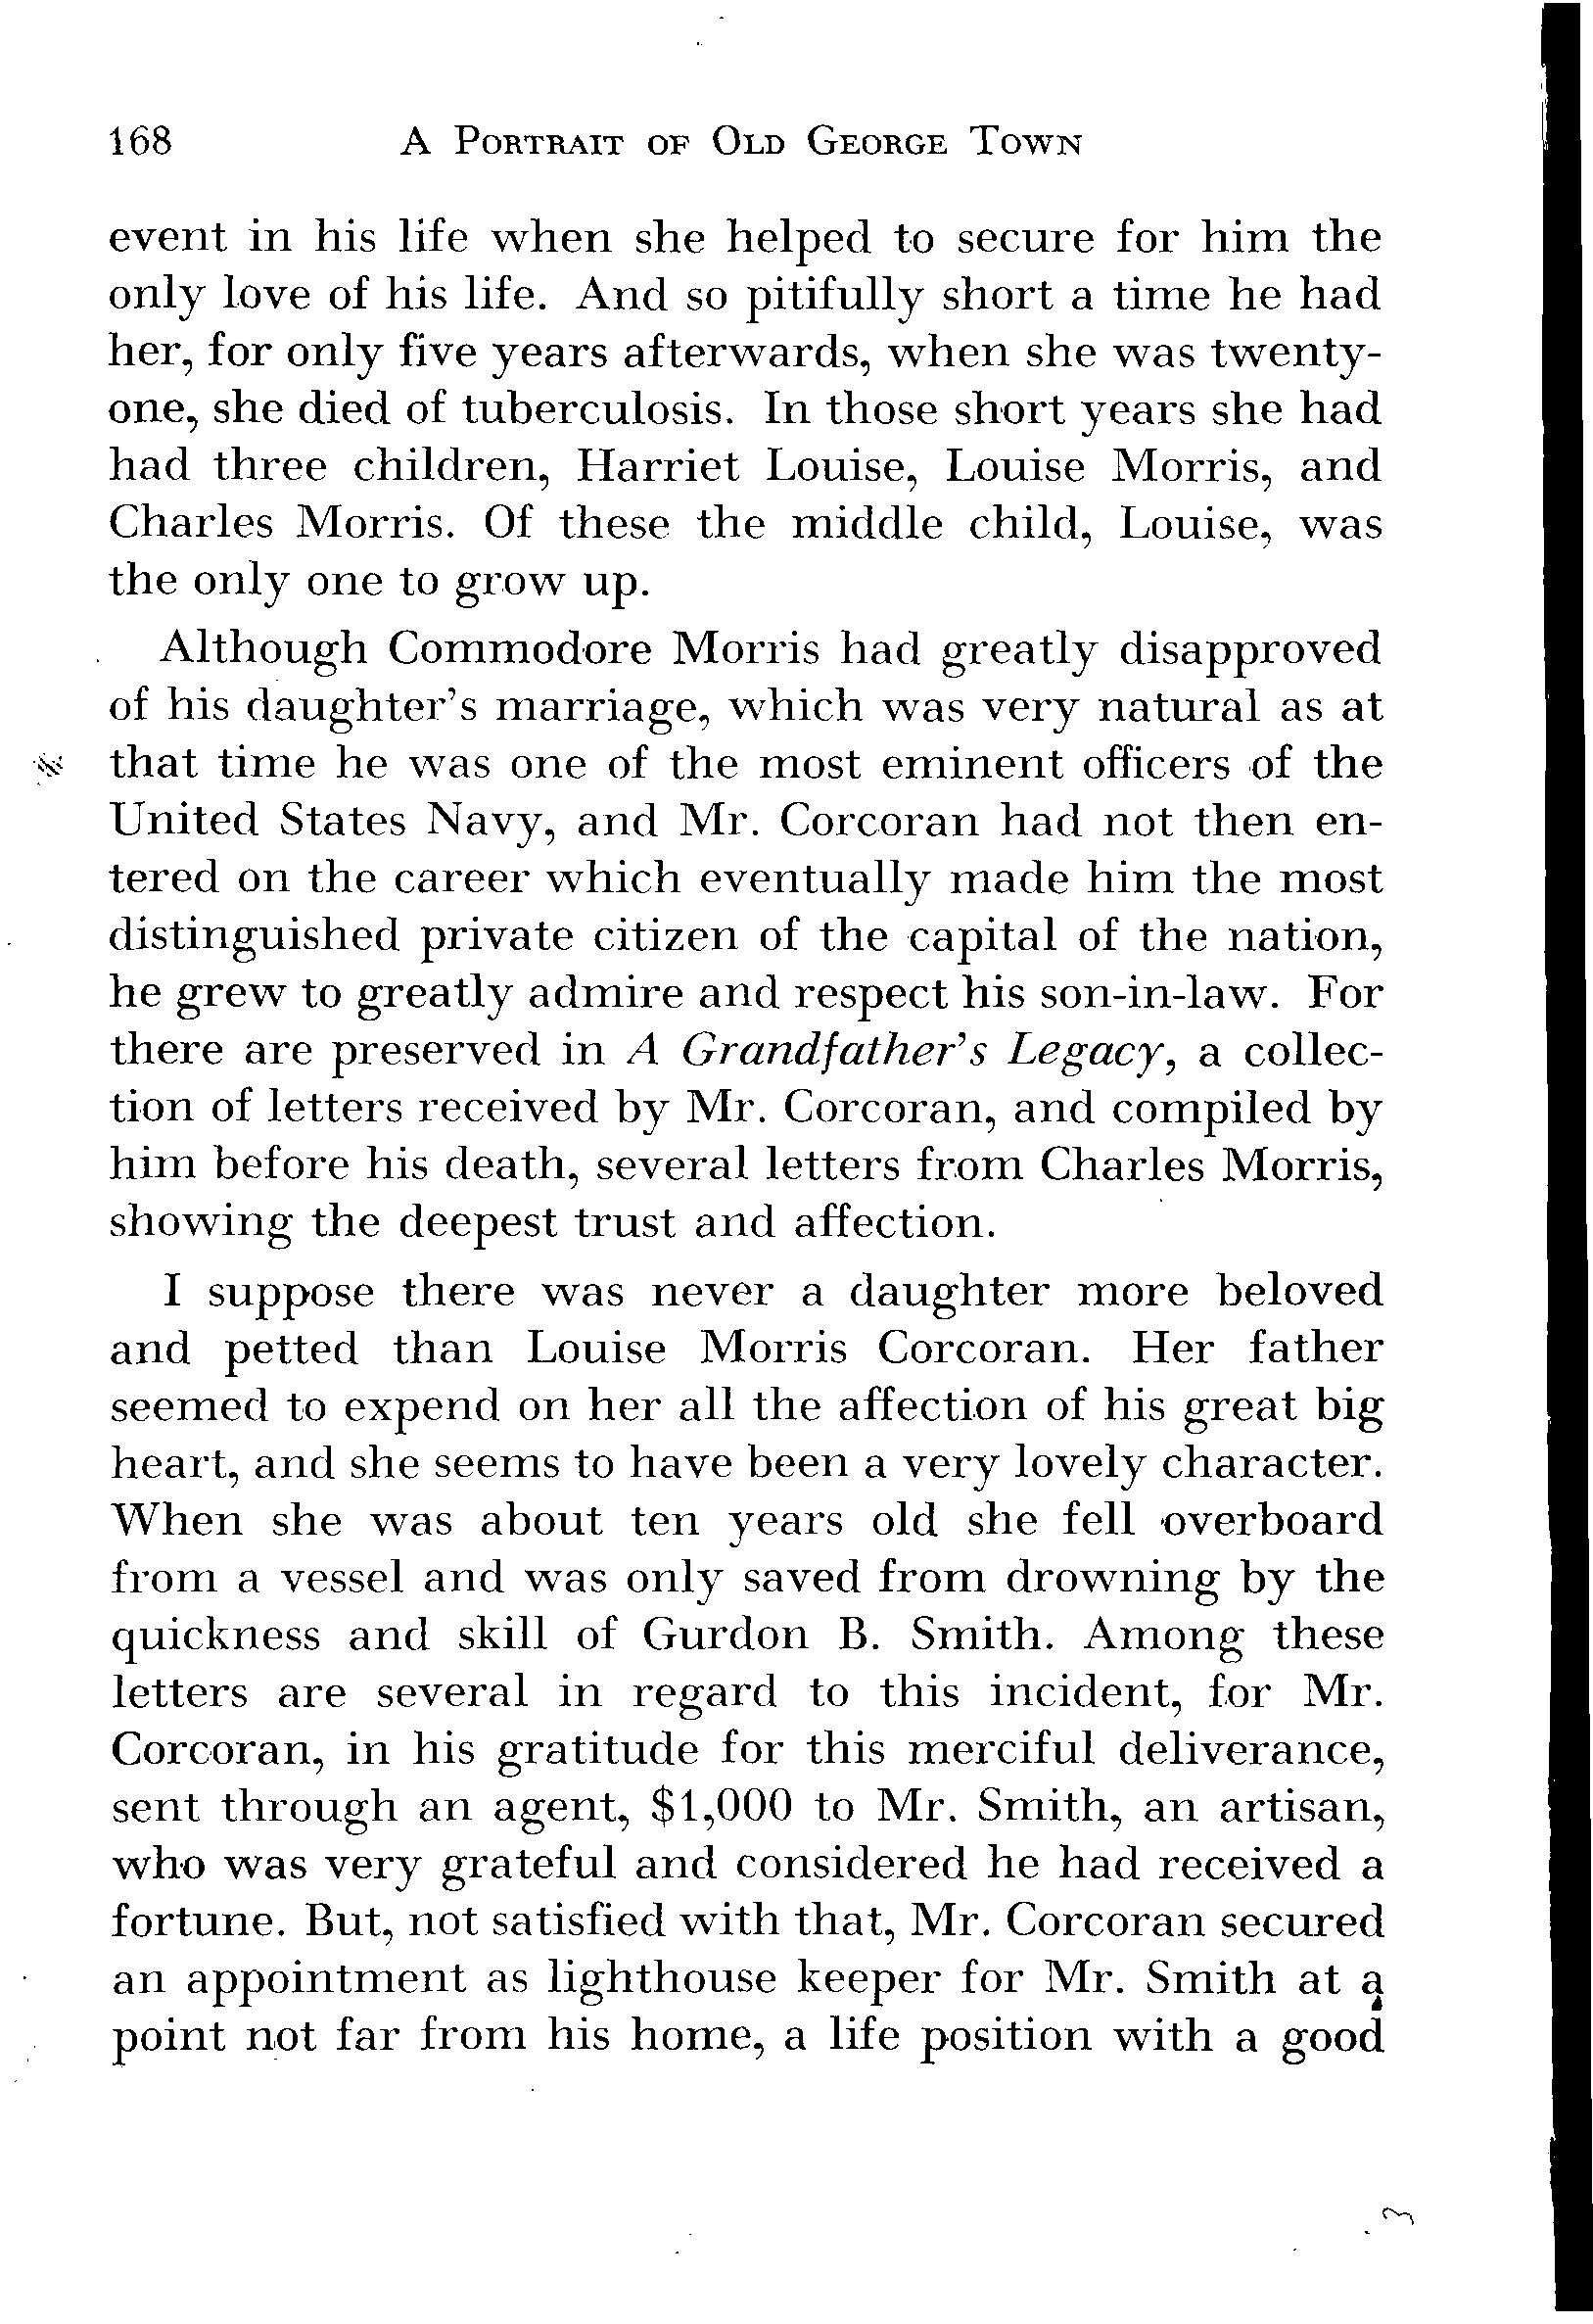 168 A Portrait of Old George Town
event in his life when she helped to secure for him the
only love of his life. And so pitifully short a time he had
her, for only five years afterwards, when she was twenty-
one, she died of tuberculosis. In those short years she had
had three children, Harriet Louise, Louise Morris, and
Charles Morris. Of these the middle child, Louise, was
the only one to grow up.
Although Commodore Morris had greatly disapproved
of his daughter's marriage, which was very natural as at
that time he was one of the most eminent officers of the
United States Navy, and Mr. Corcoran had not then en-
tered on the career which eventually made him the most
distinguished private citizen of the capital of the nation,
he grew to greatly admire and respect his son-in-law. For
there are preserved in A Grandfather's Legacy, a collec-
tion of letters received by Mr. Corcoran, and compiled by
him before his death, several letters from Charles Morris,
showing the deepest trust and affection.
I suppose there was never a daughter more beloved
and petted than Louise Morris Corcoran. Her father
seemed to expend on her all the affection of his great big
heart, and she seems to have been a very lovely character.
When she was about ten years old she fell overboard
from a vessel and was only saved from drowning by the
quickness and skill of Gurdon B. Smith. Among these
letters are several in regard to this incident, for Mr.
Corcoran, in his gratitude for this merciful deliverance,
sent through an agent, $1,000 to Mr. Smith, an artisan,
who was very grateful and considered he had received a
fortune. But, not satisfied with that, Mr. Corcoran secured
an appointment as lighthouse keeper for Mr. Smith at a
point not far from his home, a life position with a good